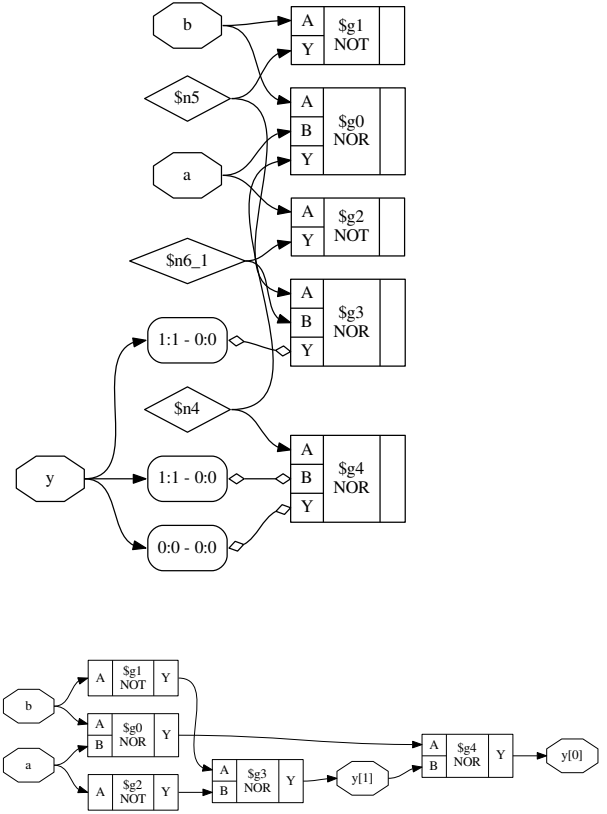 b
A
$g1
Y
NOT
$n5
A
$g0
B
NOR
Y
a
A
$g2
Y
NOT
$n6_1
A
$g3
B
NOR
1:1 - 0:0
Y
$n4
A
$g4
y
1:1 - 0:0
B
NOR
Y
0:0 - 0:0
A
$g1
NOT
Y
b
A
B
$g0
NOR
Y
a
A
$g2
NOT
Y
A
B
$g3
NOR
Y
y[1]
A
B
$g4
NOR
Y
y[0]